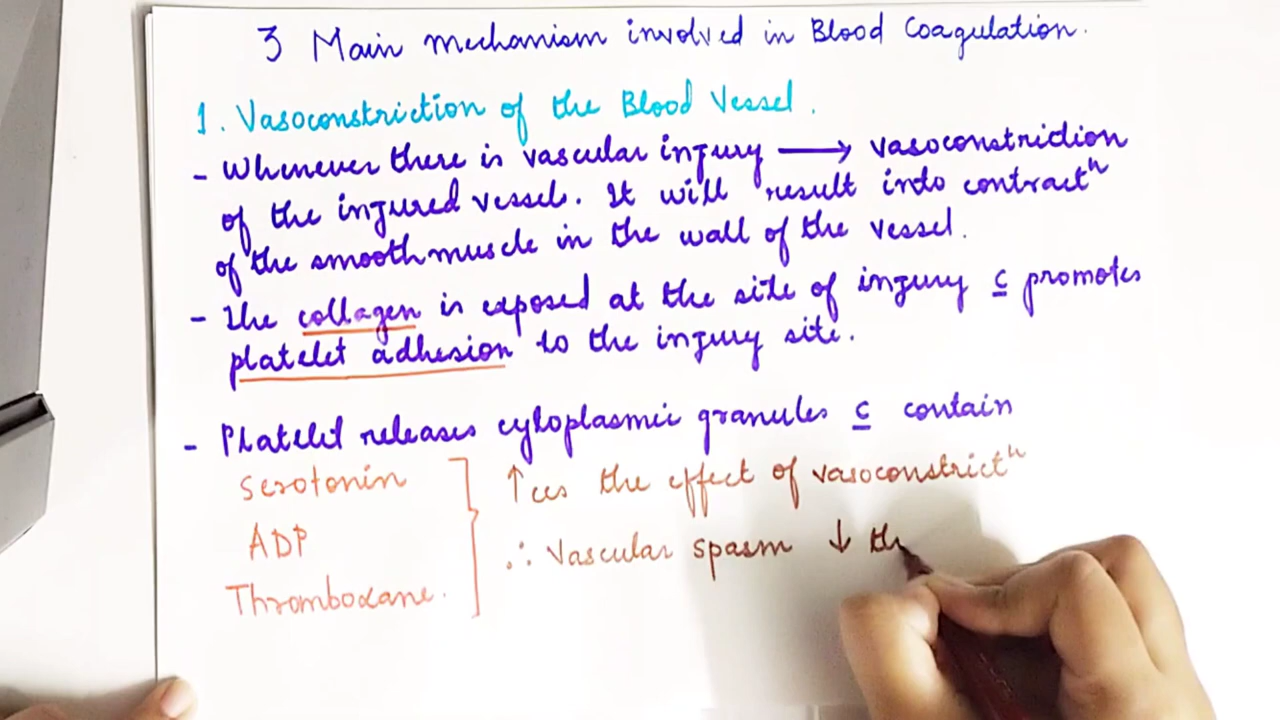 3 Main mechanism involved in Blood Coagulation.
1. Vasoconstriction of the Blood Vessel.
- Whenever there is vascular injury ⟶ vasoconstriction
of the injured vessel. It will result into contractⁿ
of the smooth muscle in the wall of the vessel.
- The collagen is exposed at the site of injury c̲ promotes
platelet adhesion to the injury site.
- Platelet releases cytoplasmic granules c̲ contain
Serotonin
ADP
Thromboxane.
↑ces the effect of vasoconstrictⁿ
∴ Vascular spasm ↓ th